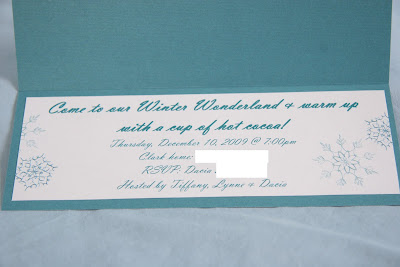 Come to our Winter Wonderland & warm up
with a cup of hot cocoa!
Thursday, December 10, 2009 @ 7:00pm
Clark home:
RSVP: Dacia
Hosted by Tiffany, Lynne & Dacia